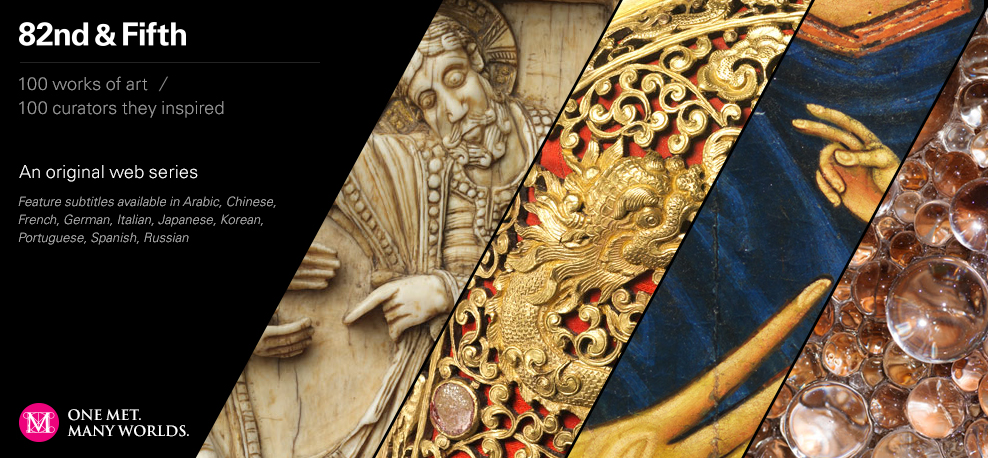 82nd & Fifth
100 works of art /
100 curators they inspired
An original web series
Feature subtitles available in Arabic, Chinese,
French, German, Italian, Japanese, Korean,
Portuguese, Spanish, Russian
M
ONE MET.
MANY WORLDS.